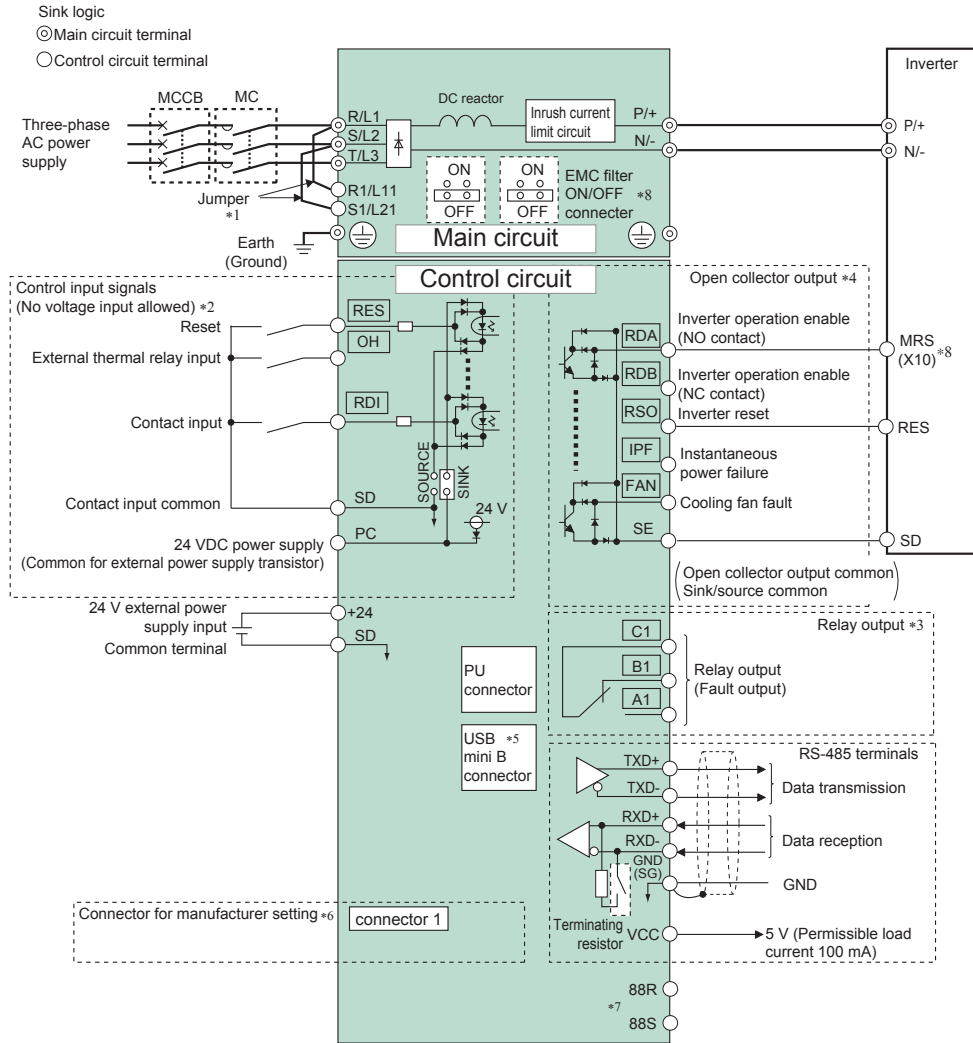 Sink logic
Main circuit terminal
Control circuit terminal
MCCB
MC
Three-phase
AC power
supply
Jumper
*1
Earth
(Ground)
R/L1
S/L2
T/L3
R1/L11
S1/L21
DC reactor
Inrush current
limit circuit
P/+
N/-
ON
OFF
ON
OFF
EMC filter
ON/OFF *8
connecter
Main circuit
Inverter
P/+
N/-
Control circuit
Control input signals
(No voltage input allowed) *2
Reset
External thermal relay input
Contact input
Contact input common
24 VDC power supply
(Common for external power supply transistor)
RES
OH
RDI
SD
PC
SOURCE
SINK
24 V
24 V external power
supply input
Common terminal
+24
SD
Open collector output *4
RDA
RDB
RSO
IPF
FAN
SE
Inverter operation enable
(NO contact)
Inverter operation enable
(NC contact)
Inverter reset
Instantaneous
power failure
Cooling fan fault
(Open collector output common
Sink/source common)
MRS
(X10) *8
RES
SD
PU
connector
USB *5
mini B
connector
Relay output *3
C1
B1
A1
Relay output
(Fault output)
RS-485 terminals
TXD+
TXD-
RXD+
RXD-
GND
(SG)
VCC
Data transmission
Data reception
GND
Terminating
resistor
5 V (Permissible load
current 100 mA)
Connector for manufacturer setting *6
connector 1
88R
*7
88S